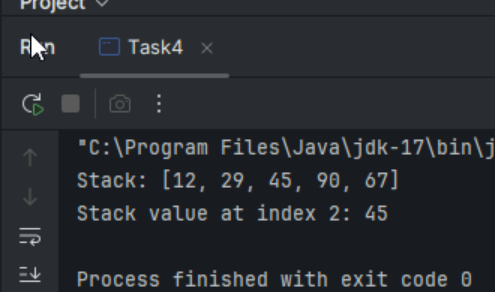 Project
Run
Task4
"C:\Program Files\Java\jdk-17\bin\j
Stack: [12, 29, 45, 90, 67]
Stack value at index 2: 45
Process finished with exit code 0